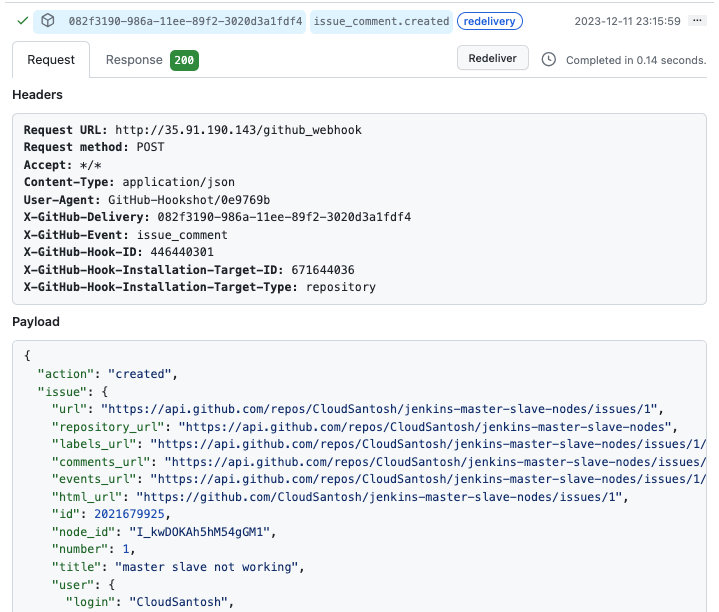 082f3190-986a-11ee-89f2-3020d3a1fdf4 issue_comment.created redelivery 2023-12-11 23:15:59 ...
Request Response 200 Redeliver Completed in 0.14 seconds.
Headers
Request URL: http://35.91.190.143/github_webhook
Request method: POST
Accept: */*
Content-Type: application/json
User-Agent: GitHub-Hookshot/0e9769b
X-GitHub-Delivery: 082f3190-986a-11ee-89f2-3020d3a1fdf4
X-GitHub-Event: issue_comment
X-GitHub-Hook-ID: 446440301
X-GitHub-Hook-Installation-Target-ID: 671644036
X-GitHub-Hook-Installation-Target-Type: repository
Payload
{
  "action": "created",
  "issue": {
    "url": "https://api.github.com/repos/CloudSantosh/jenkins-master-slave-nodes/issues/1",
    "repository_url": "https://api.github.com/repos/CloudSantosh/jenkins-master-slave-nodes",
    "labels_url": "https://api.github.com/repos/CloudSantosh/jenkins-master-slave-nodes/issues/1/
    "comments_url": "https://api.github.com/repos/CloudSantosh/jenkins-master-slave-nodes/issues/
    "events_url": "https://api.github.com/repos/CloudSantosh/jenkins-master-slave-nodes/issues/1/
    "html_url": "https://github.com/CloudSantosh/jenkins-master-slave-nodes/issues/1",
    "id": 2021679925,
    "node_id": "I_kwDOKAh5hM54gGM1",
    "number": 1,
    "title": "master slave not working",
    "user": {
      "login": "CloudSantosh",